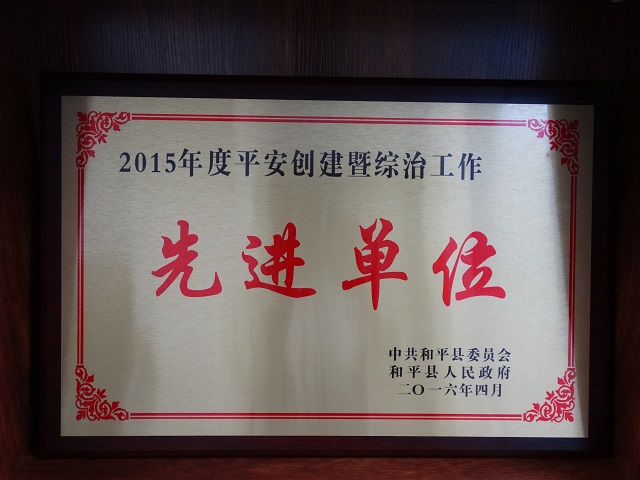 2015年度平安创建暨综治工作
先进单位
中共和平县委员会
和平县人民政府
二〇一六年四月